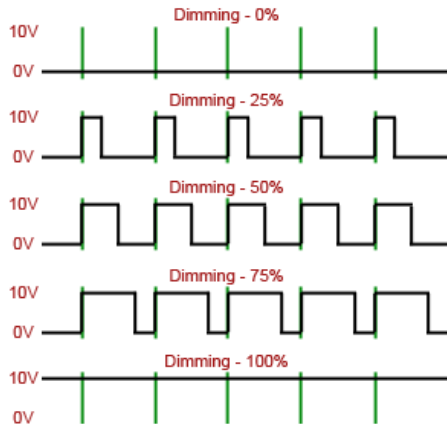 Dimming - 0%
10V
0V
Dimming - 25%
10V
0V
Dimming - 50%
10V
0V
Dimming - 75%
10V
0V
Dimming - 100%
10V
0V